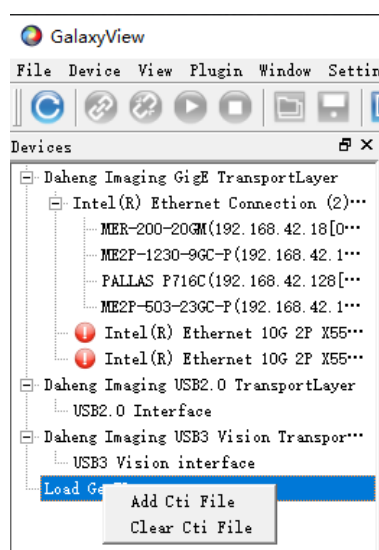 GalaxyView
File Device View Plugin Window Settin
Devices
Daheng Imaging GigE TransportLayer
Intel(R) Ethernet Connection (2)...
MER-200-20GM(192.168.42.18[0...
ME2P-1230-9GC-P(192.168.42.1...
PALLAS P716C(192.168.42.128[...
ME2P-503-23GC-P(192.168.42.1...
Intel(R) Ethernet 10G 2P X55...
Intel(R) Ethernet 10G 2P X55...
Daheng Imaging USB2.0 TransportLayer
USB2.0 Interface
Daheng Imaging USB3 Vision Transpor...
USB3 Vision interface
Load
Add Cti File
Clear Cti File